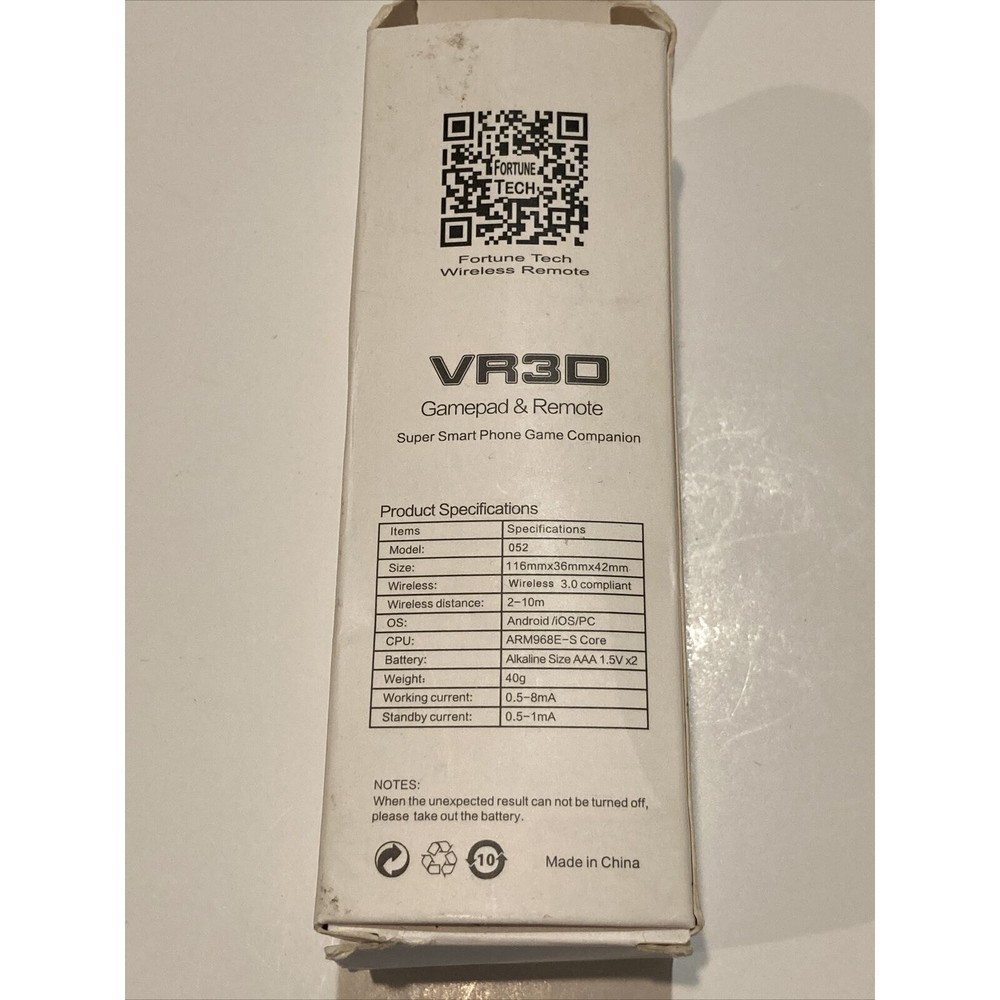 FORTUNE
TECH
Fortune Tech
Wireless Remote
VR3D
Gamepad & Remote
Super Smart Phone Game Companion
Product Specifications
Items Specifications
Model: 052
Size: 116mmx36mmx42mm
Wireless: Wireless 3.0 compliant
Wireless distance: 2-10m
OS: Android /iOS/PC
CPU: ARM968E-S Core
Battery: Alkaline Size AAA 1.5V x2
Weight: 40g
Working current: 0.5-8mA
Standby current: 0.5-1mA
NOTES:
When the unexpected result can not be turned off,
please take out the battery.
10 Made in China